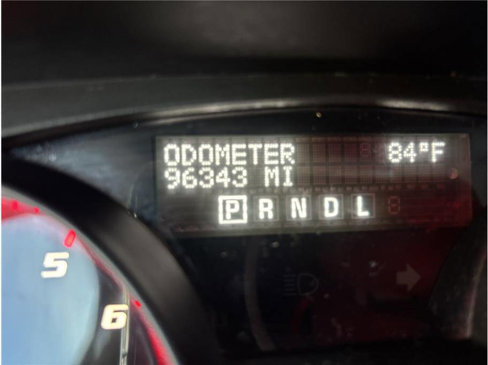 ODOMETER 84°F
96343 MI
P R N D L
5
6